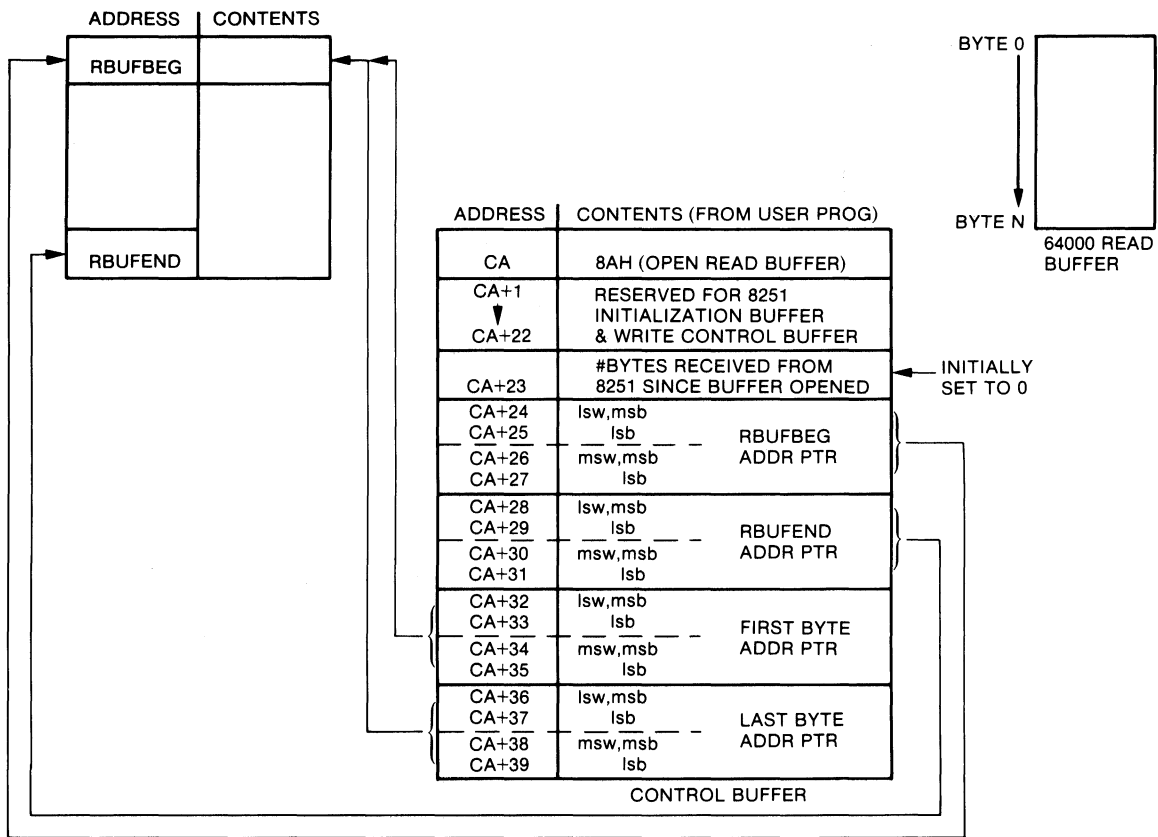 ADDRESS CONTENTS
RBUFBEG
RBUFEND
BYTE 0
BYTE N
64000 READ
BUFFER
ADDRESS CONTENTS (FROM USER PROG)
CA 8AH (OPEN READ BUFFER)
CA+1 RESERVED FOR 8251
INITIALIZATION BUFFER
CA+22 & WRITE CONTROL BUFFER
#BYTES RECEIVED FROM
CA+23 8251 SINCE BUFFER OPENED
INITIALLY
SET TO 0
CA+24 lsw,msb
CA+25 lsb
RBUFBEG
ADDR PTR
CA+26 msw,msb
CA+27 lsb
CA+28 lsw,msb
CA+29 lsb
RBUFEND
ADDR PTR
CA+30 msw,msb
CA+31 lsb
CA+32 lsw,msb
CA+33 lsb
FIRST BYTE
ADDR PTR
CA+34 msw,msb
CA+35 lsb
CA+36 lsw,msb
CA+37 lsb
LAST BYTE
ADDR PTR
CA+38 msw,msb
CA+39 lsb
CONTROL BUFFER